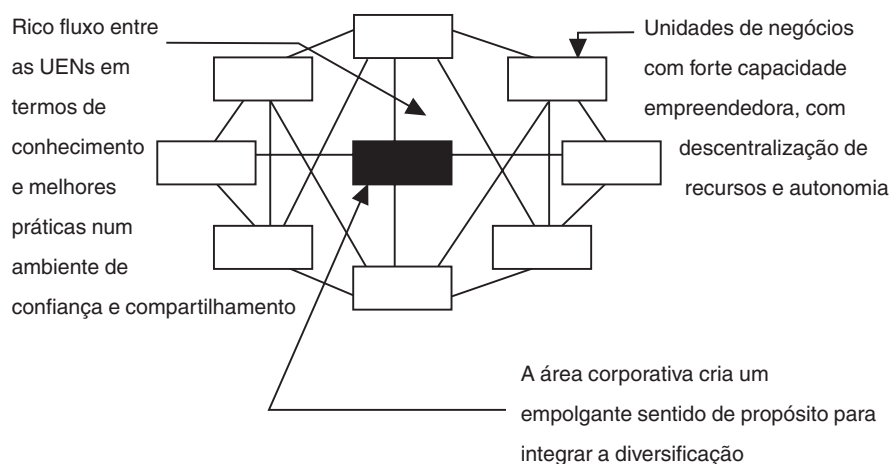 Rico fluxo entre
as UENs em
termos de
conhecimento
e melhores
práticas num
ambiente de
confiança e compartilhamento
Unidades de negócios
com forte capacidade
empreendedora, com
descentralização de
recursos e autonomia
A área corporativa cria um
empolgante sentido de propósito para
integrar a diversificação